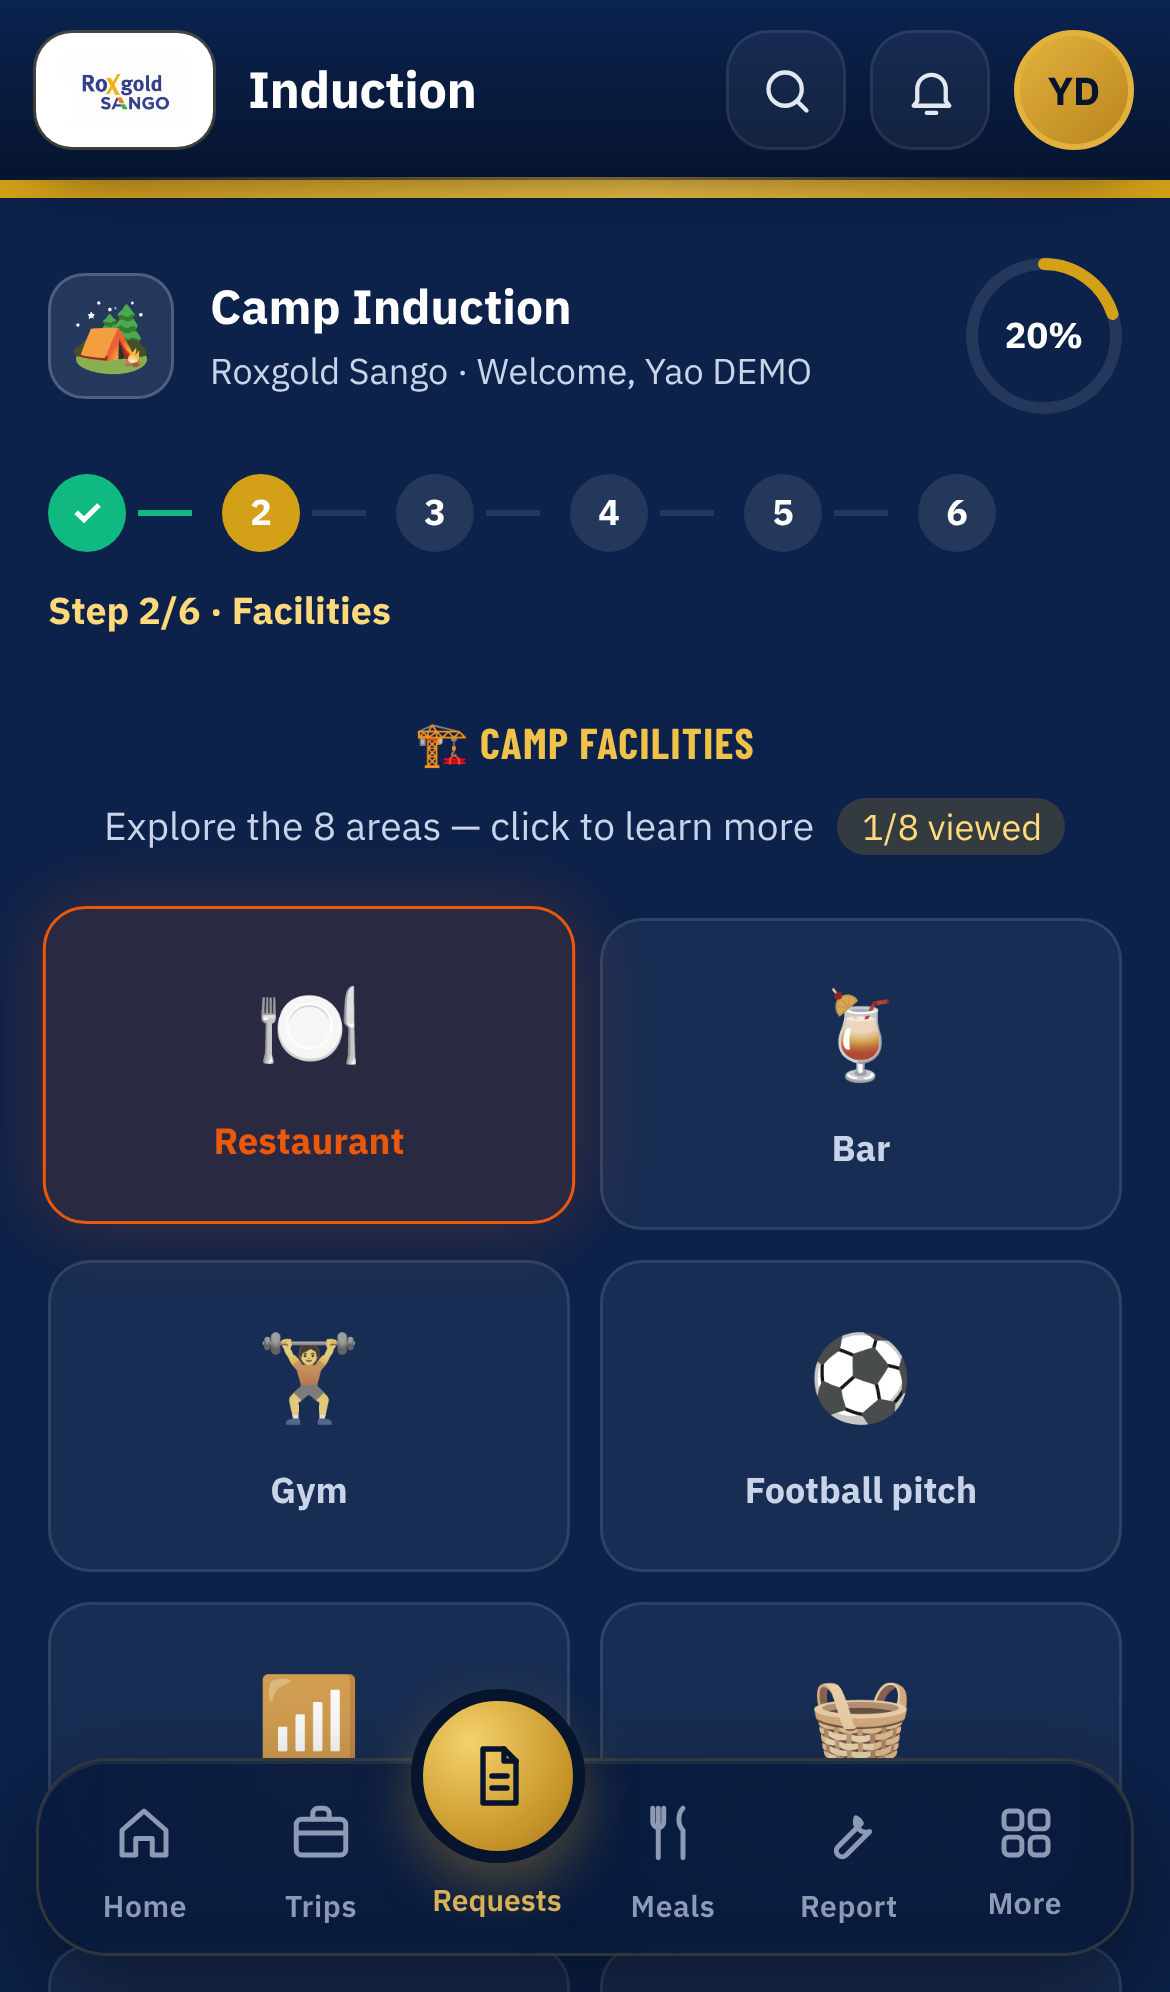 Roxgold
SANGO
Induction
YD
Camp Induction
Roxgold Sango · Welcome, Yao DEMO
20%
2
3
4
5
6
Step 2/6 · Facilities
CAMP FACILITIES
Explore the 8 areas — click to learn more
1/8 viewed
Restaurant
Bar
Gym
Football pitch
Home
Trips
Requests
Meals
Report
More